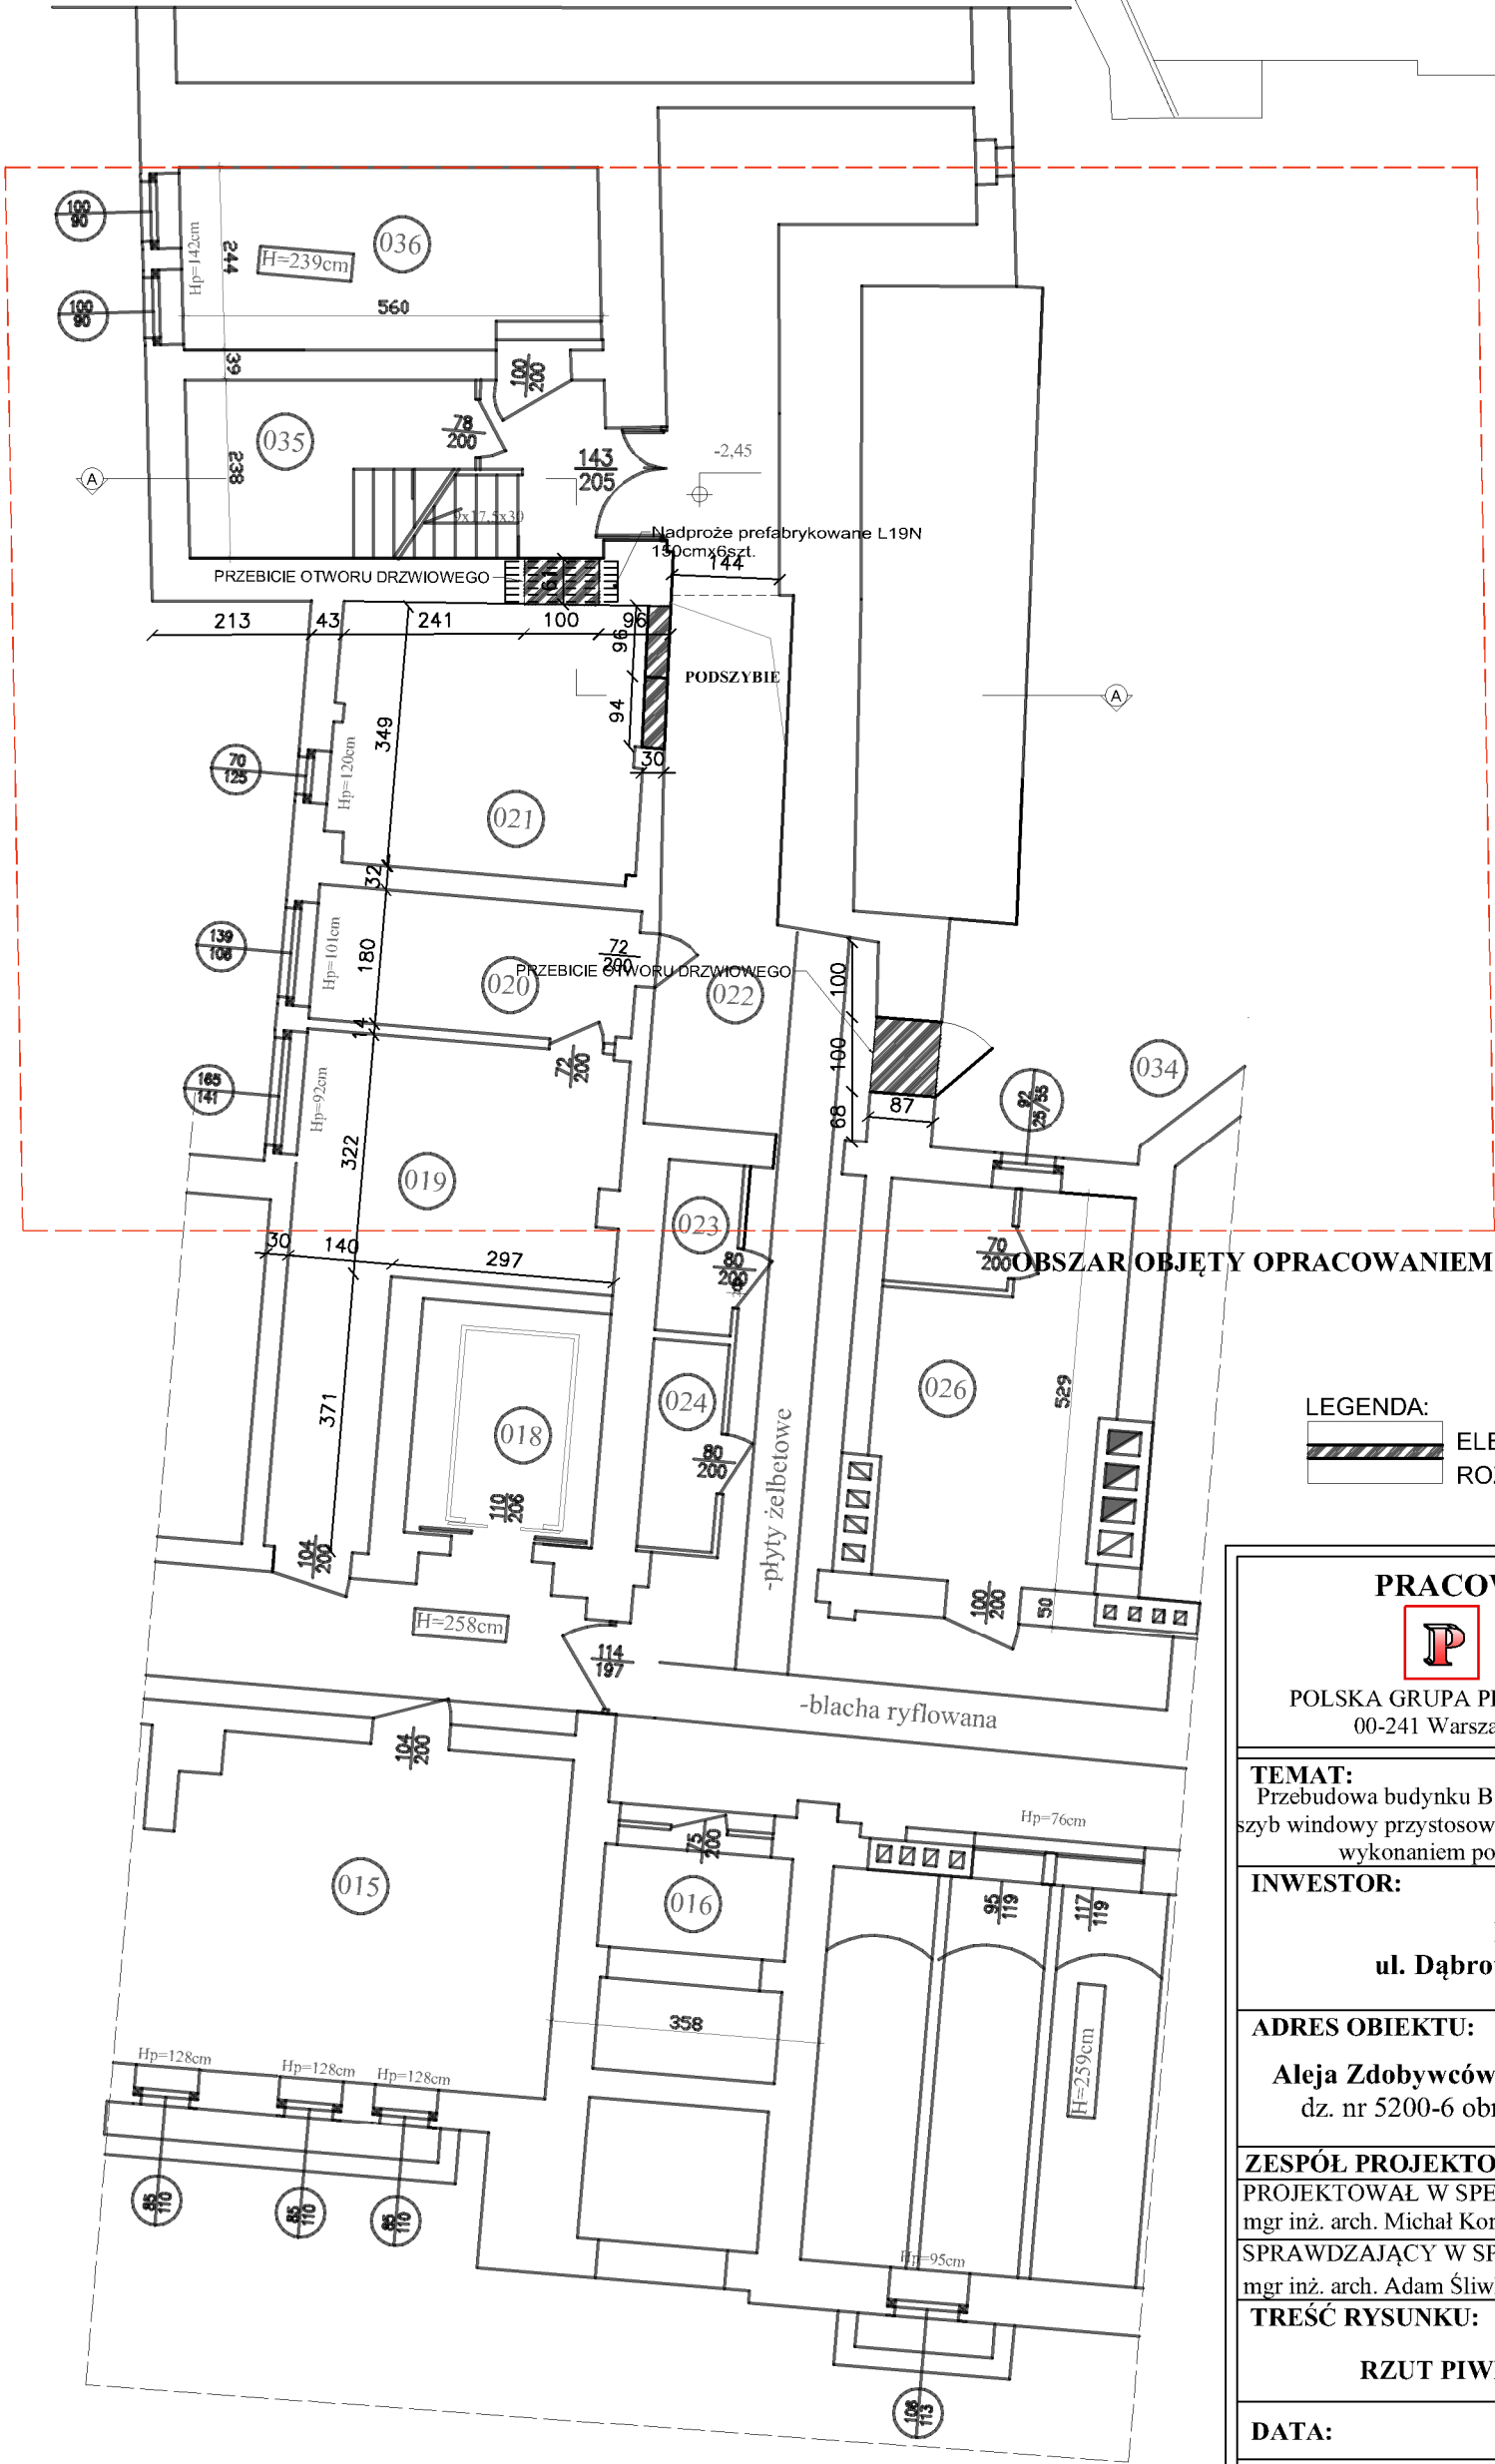 100
90
100
90
Hp=142cm
244
H=239cm
036
560
39
100
200
035
78
200
238
143
205
-2,45
A
9x17,5x30
Nadproże prefabrykowane L19N
150cmx6szt.
144
PRZEBICIE OTWORU DRZWIOWEGO
61
213
43
241
100
96
96
PODSZYBIE
94
30
A
349
70
125
Hp=120cm
021
32
139
108
Hp=101cm
180
72
200
PRZEBICIE OTWORU DRZWIOWEGO
020
022
100
14
72
200
100
034
165
141
Hp=92cm
68
87
92
25/55
322
019
023
30
140
297
80
200
70
200
OBSZAR OBJĘTY OPRACOWANIEM
371
018
024
026
529
80
200
110
206
-płyty żelbetowe
LEGENDA:
104
200
H=258cm
114
197
100
200
50
-blacha ryflowana
104
200
75
200
Hp=76cm
015
016
95
119
117
119
358
H=259cm
Hp=128cm
Hp=128cm
Hp=128cm
85
110
85
110
85
110
Hp=95cm
108
113
PRACOW
P
POLSKA GRUPA P
00-241 Warsza
TEMAT:
Przebudowa budynku B
szyb windowy przystosow
wykonaniem po
INWESTOR:
ul. Dąbro
ADRES OBIEKTU:
Aleja Zdobywców
dz. nr 5200-6 obr
ZESPÓŁ PROJEKTO
PROJEKTOWAŁ W SPE
mgr inż. arch. Michał Kor
SPRAWDZAJĄCY W SP
mgr inż. arch. Adam Śliw
TREŚĆ RYSUNKU:
RZUT PIW
DATA: